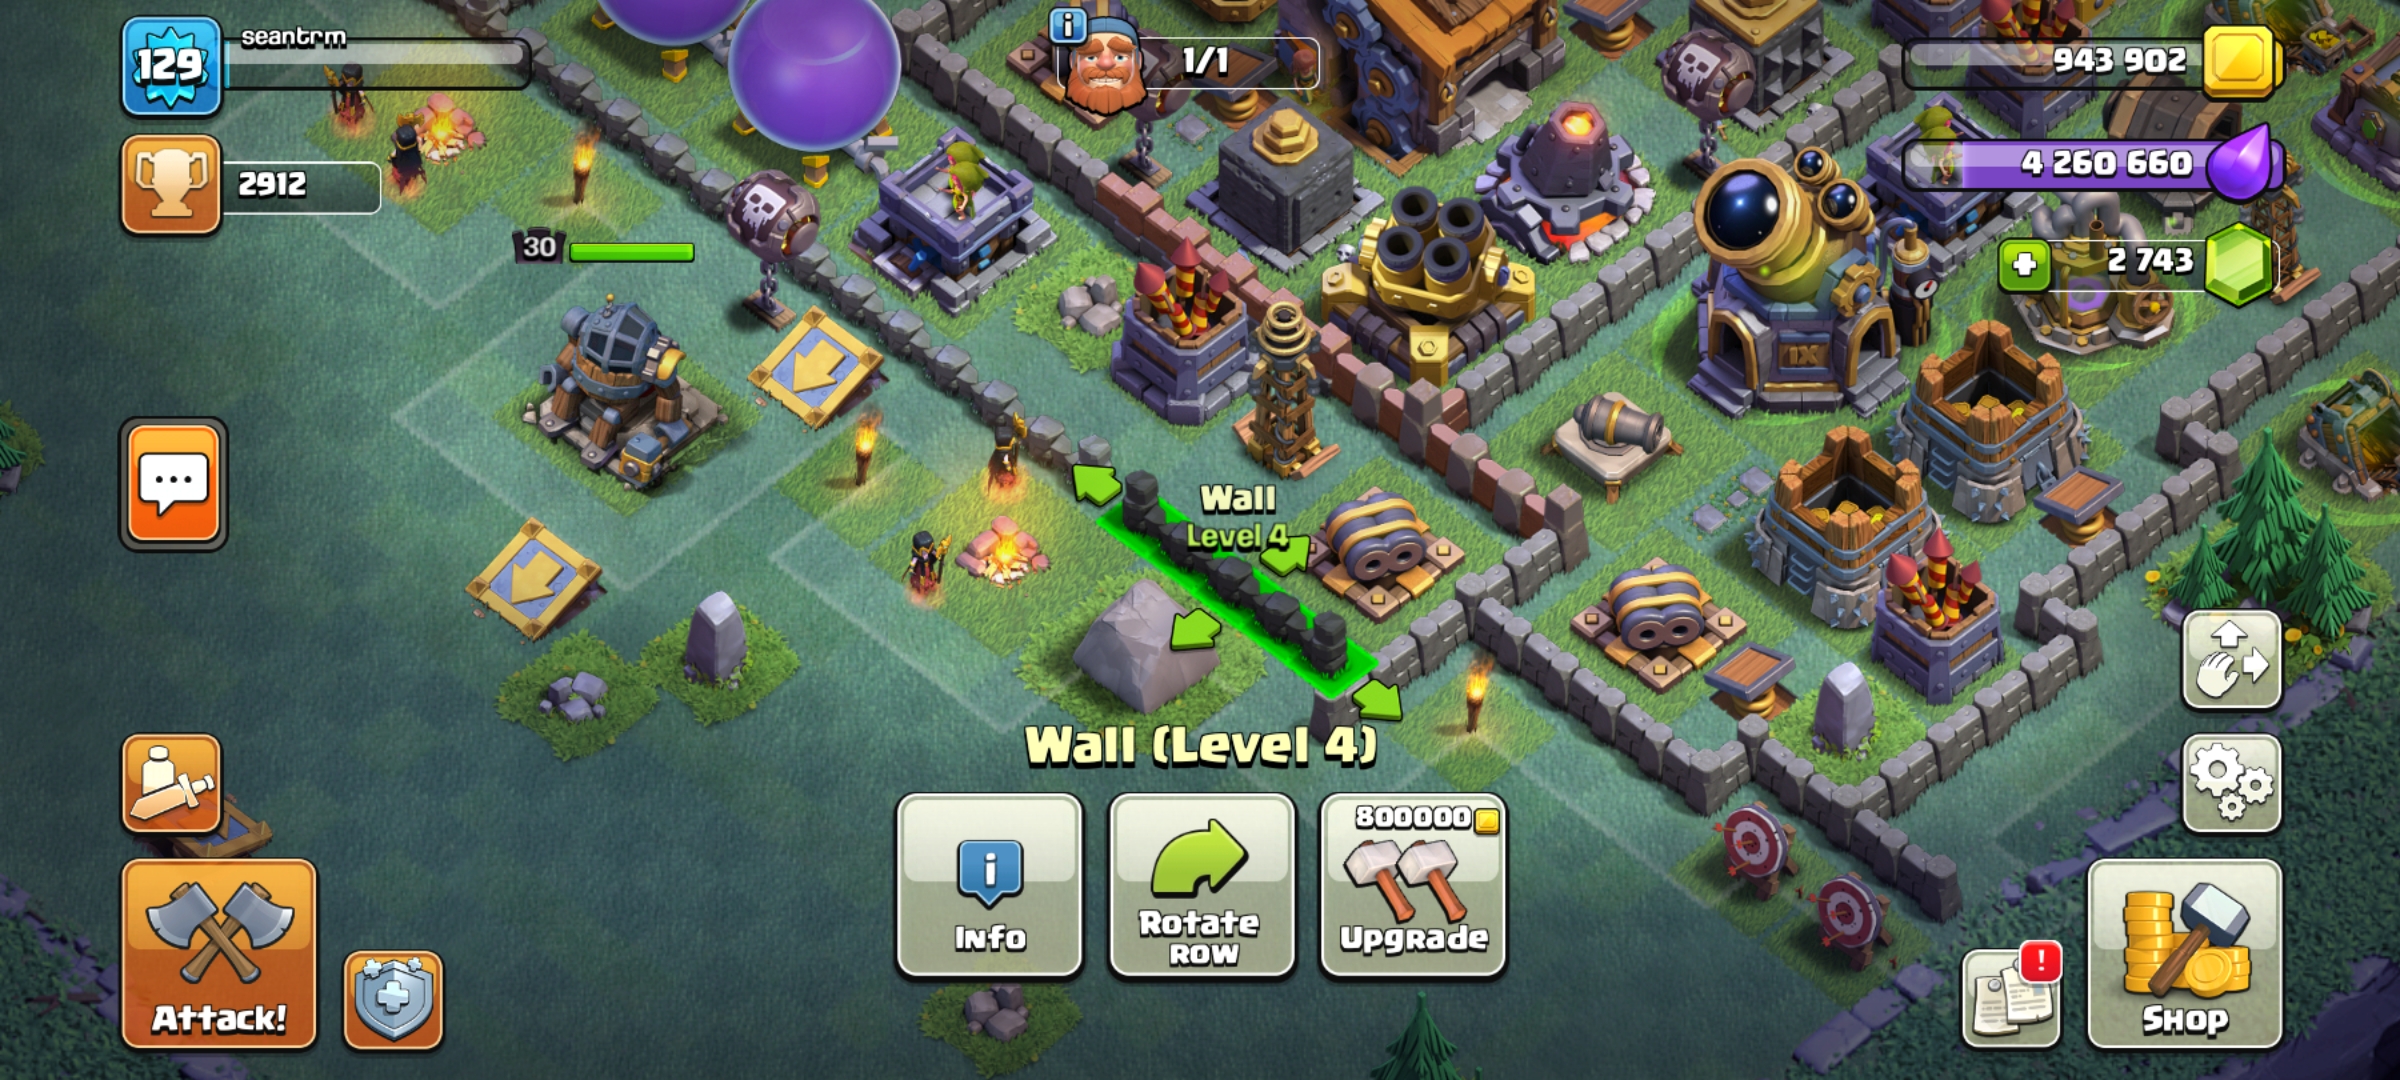 129
seantrm
1/1
943 902
2912
4 260 660
30
2 743
IX
Wall
Level 4
Wall (Level 4)
Info
Rotate
Row
800000
Upgrade
Attack!
!
Shop